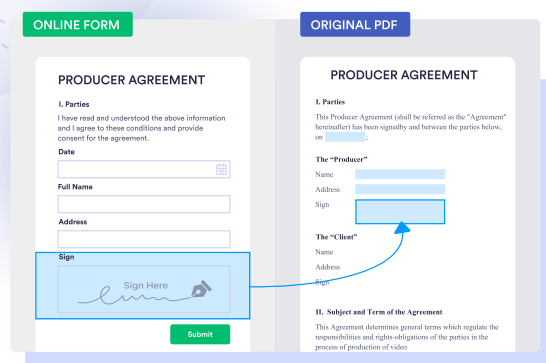 ONLINE FORM
PRODUCER AGREEMENT
I. Parties
I have read and understood the above information
and I agree to these conditions and provide
consent for the agreement.
Date
Full Name
Address
Sign
Sign Here
Submit
ORIGINAL PDF
PRODUCER AGREEMENT
I. Parties
This Producer Agreement (shall be referred as the "Agreement"
hereinafter) has been signedby and between the parties below,
on ;
The “Producer”
Name
Address
Sign
The “Client”
Name
Address
Sign
II. Subject and Term of the Agreement
This Agreement determines general terms which regulate the
responsibilities and rights-obligations of the parties in the
process of production of video